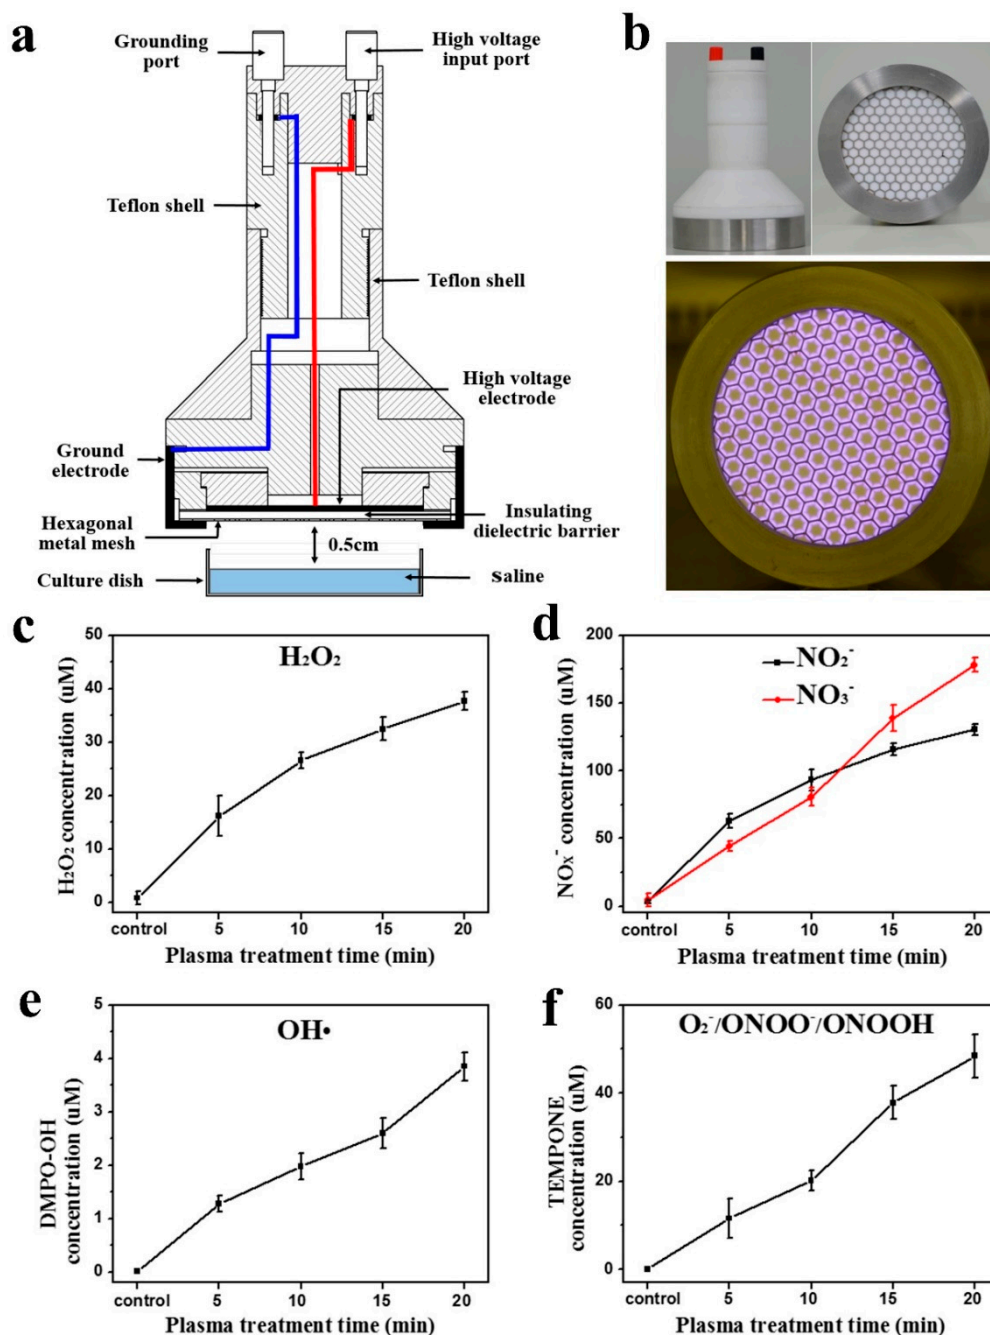 a
Grounding
port
High voltage
input port
Teflon shell
Teflon shell
High voltage
electrode
Ground
electrode
Hexagonal
metal mesh
Insulating
dielectric barrier
0.5cm
Culture dish
Saline
b
c
H₂O₂
H₂O₂ concentration (uM)
50
40
30
20
10
0
control
5
10
15
20
Plasma treatment time (min)
d
NO₂⁻
NO₃⁻
NOₓ⁻ concentration (uM)
200
150
100
50
0
control
5
10
15
20
Plasma treatment time (min)
e
OH•
DMPO-OH
concentration (uM)
5
4
3
2
1
0
control
5
10
15
20
Plasma treatment time (min)
f
O₂⁻/ONOO⁻/ONOOH
TEMPONE
concentration (uM)
60
40
20
0
control
5
10
15
20
Plasma treatment time (min)